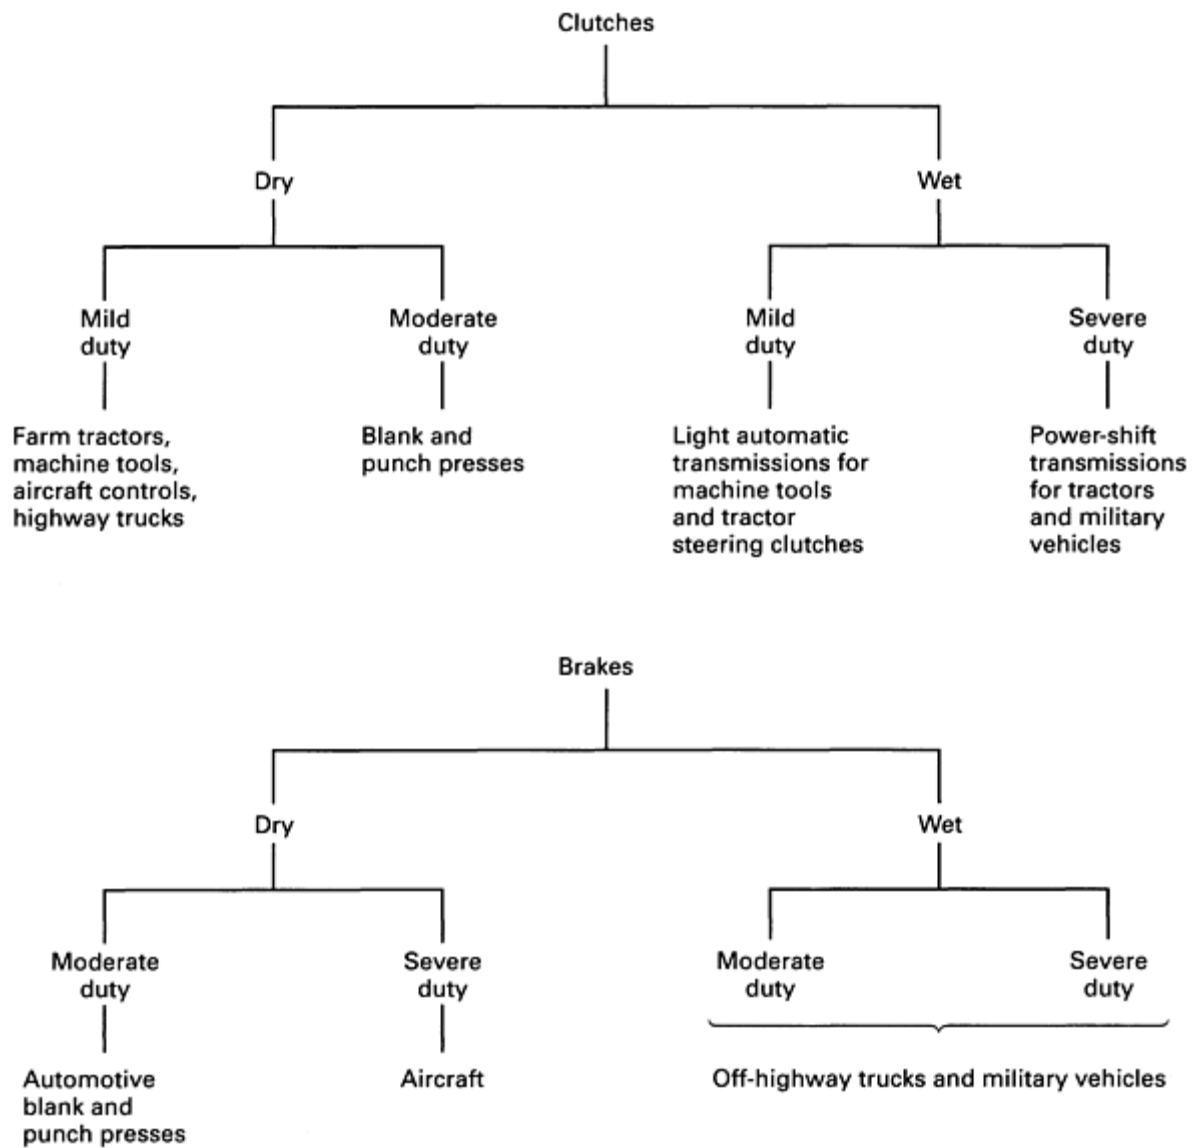 Clutches
Dry
Wet
Mild
duty
Moderate
duty
Mild
duty
Severe
duty
Farm tractors,
machine tools,
aircraft controls,
highway trucks
Blank and
punch presses
Light automatic
transmissions for
machine tools
and tractor
steering clutches
Power-shift
transmissions
for tractors
and military
vehicles
Brakes
Dry
Wet
Moderate
duty
Severe
duty
Moderate
duty
Severe
duty
Automotive
blank and
punch presses
Aircraft
Off-highway trucks and military vehicles